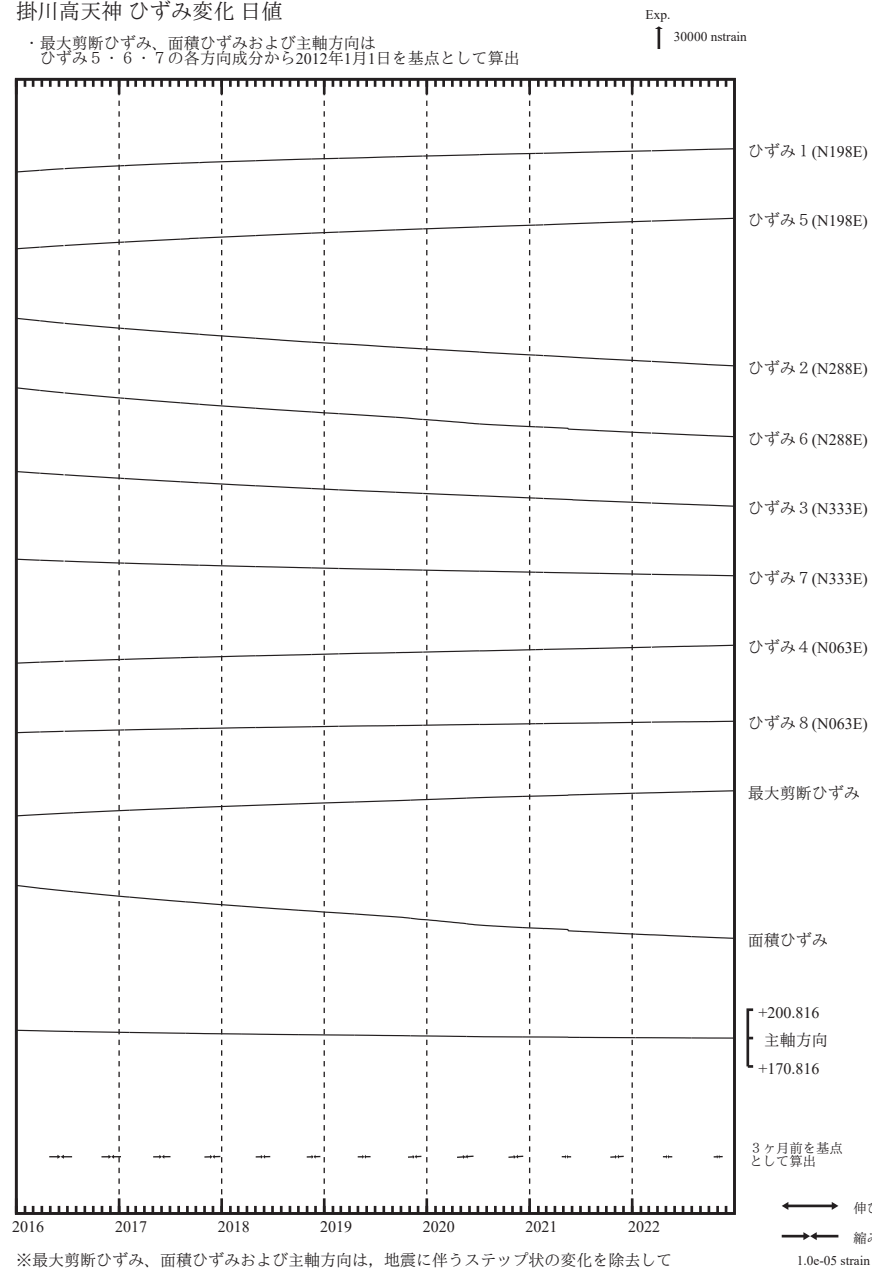 掛川高天神 ひずみ変化 日値
・最大剪断ひずみ、面積ひずみおよび主軸方向は
ひずみ5・6・7の各方向成分から2012年1月1日を基点として算出
Exp.
30000 nstrain
ひずみ1(N198E)
ひずみ5(N198E)
ひずみ2(N288E)
ひずみ6(N288E)
ひずみ3(N333E)
ひずみ7(N333E)
ひずみ4(N063E)
ひずみ8(N063E)
最大剪断ひずみ
面積ひずみ
+200.816
主軸方向
+170.816
3ヶ月前を基点
として算出
2016 2017 2018 2019 2020 2021 2022
伸び
縮み
1.0e-05 strain
※最大剪断ひずみ、面積ひずみおよび主軸方向は，地震に伴うステップ状の変化を除去して